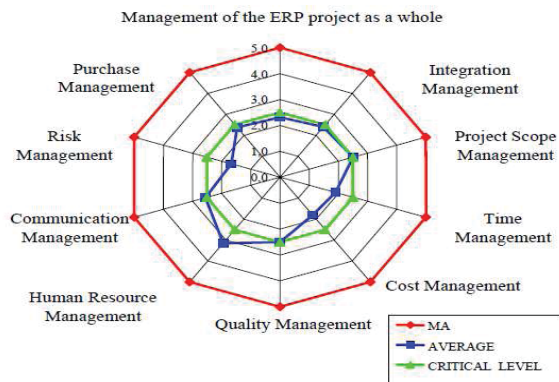 Management of the ERP project as a whole
5.0
4.0
3.0
2.0
1.0
0.0
Integration
Management
Project Scope
Management
Time
Management
Cost Management
Quality Management
Human Resource
Management
Communication
Management
Risk
Management
Purchase
Management
MA
AVERAGE
CRITICAL LEVEL